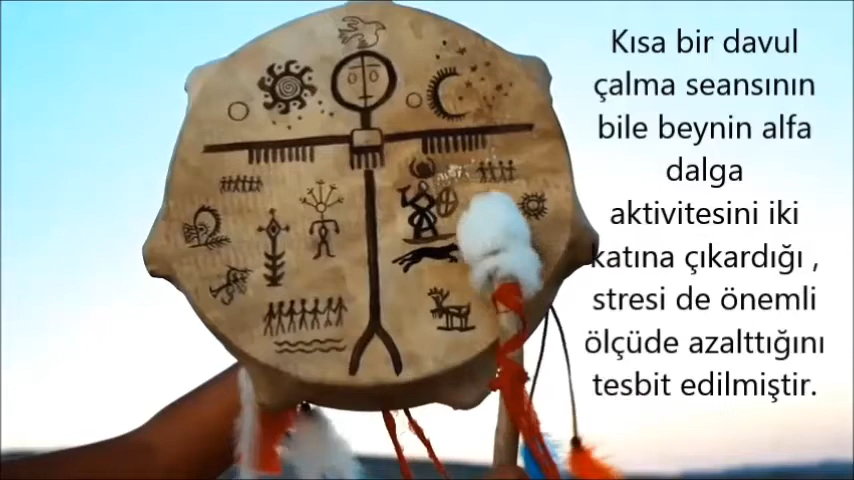 Kısa bir davul
çalma seansının
bile beynin alfa
dalga
aktivitesini iki
katına çıkardığı ,
stresi de önemli
ölçüde azalttığını
tesbit edilmiştir.